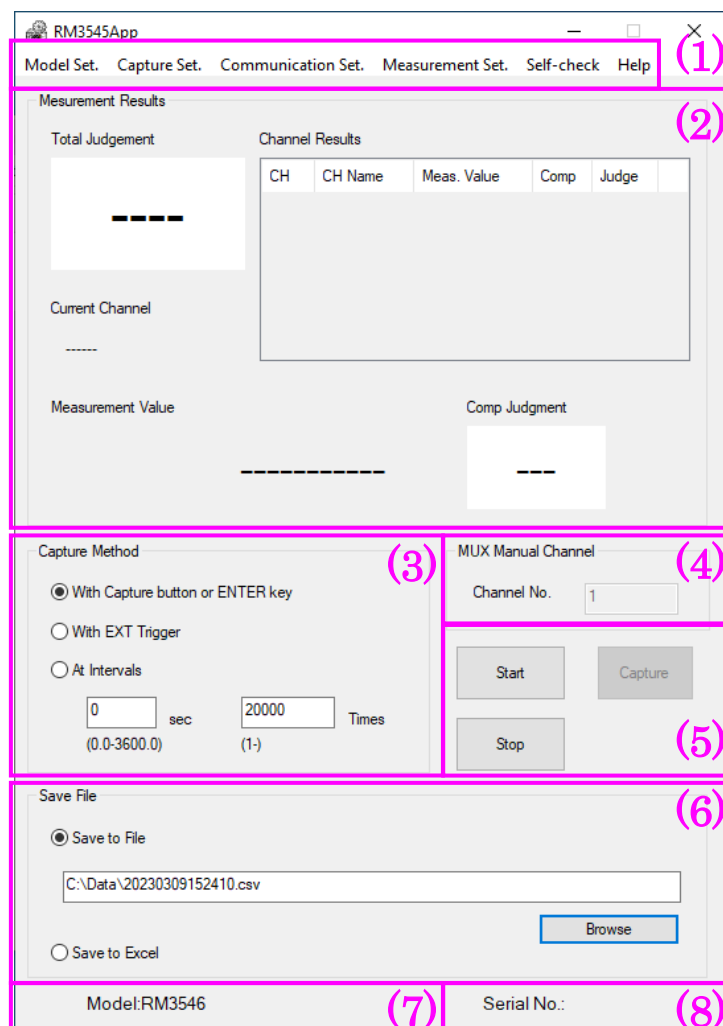 RM3545App
Model Set. Capture Set. Communication Set. Measurement Set. Self-check Help
(1)
Mesurement Results
(2)
Total Judgement
Channel Results
CH CH Name Meas. Value Comp Judge
----
Current Channel
------
Measurement Value
Comp Judgment
-----------
---
Capture Method
(3)
With Capture button or ENTER key
With EXT Trigger
At Intervals
0 sec 20000 Times
(0.0-3600.0) (1-)
MUX Manual Channel
(4)
Channel No. 1
Start Capture
Stop
(5)
Save File
(6)
Save to File
C:\Data\20230309152410.csv
Browse
Save to Excel
Model:RM3546
(7)
Serial No.:
(8)